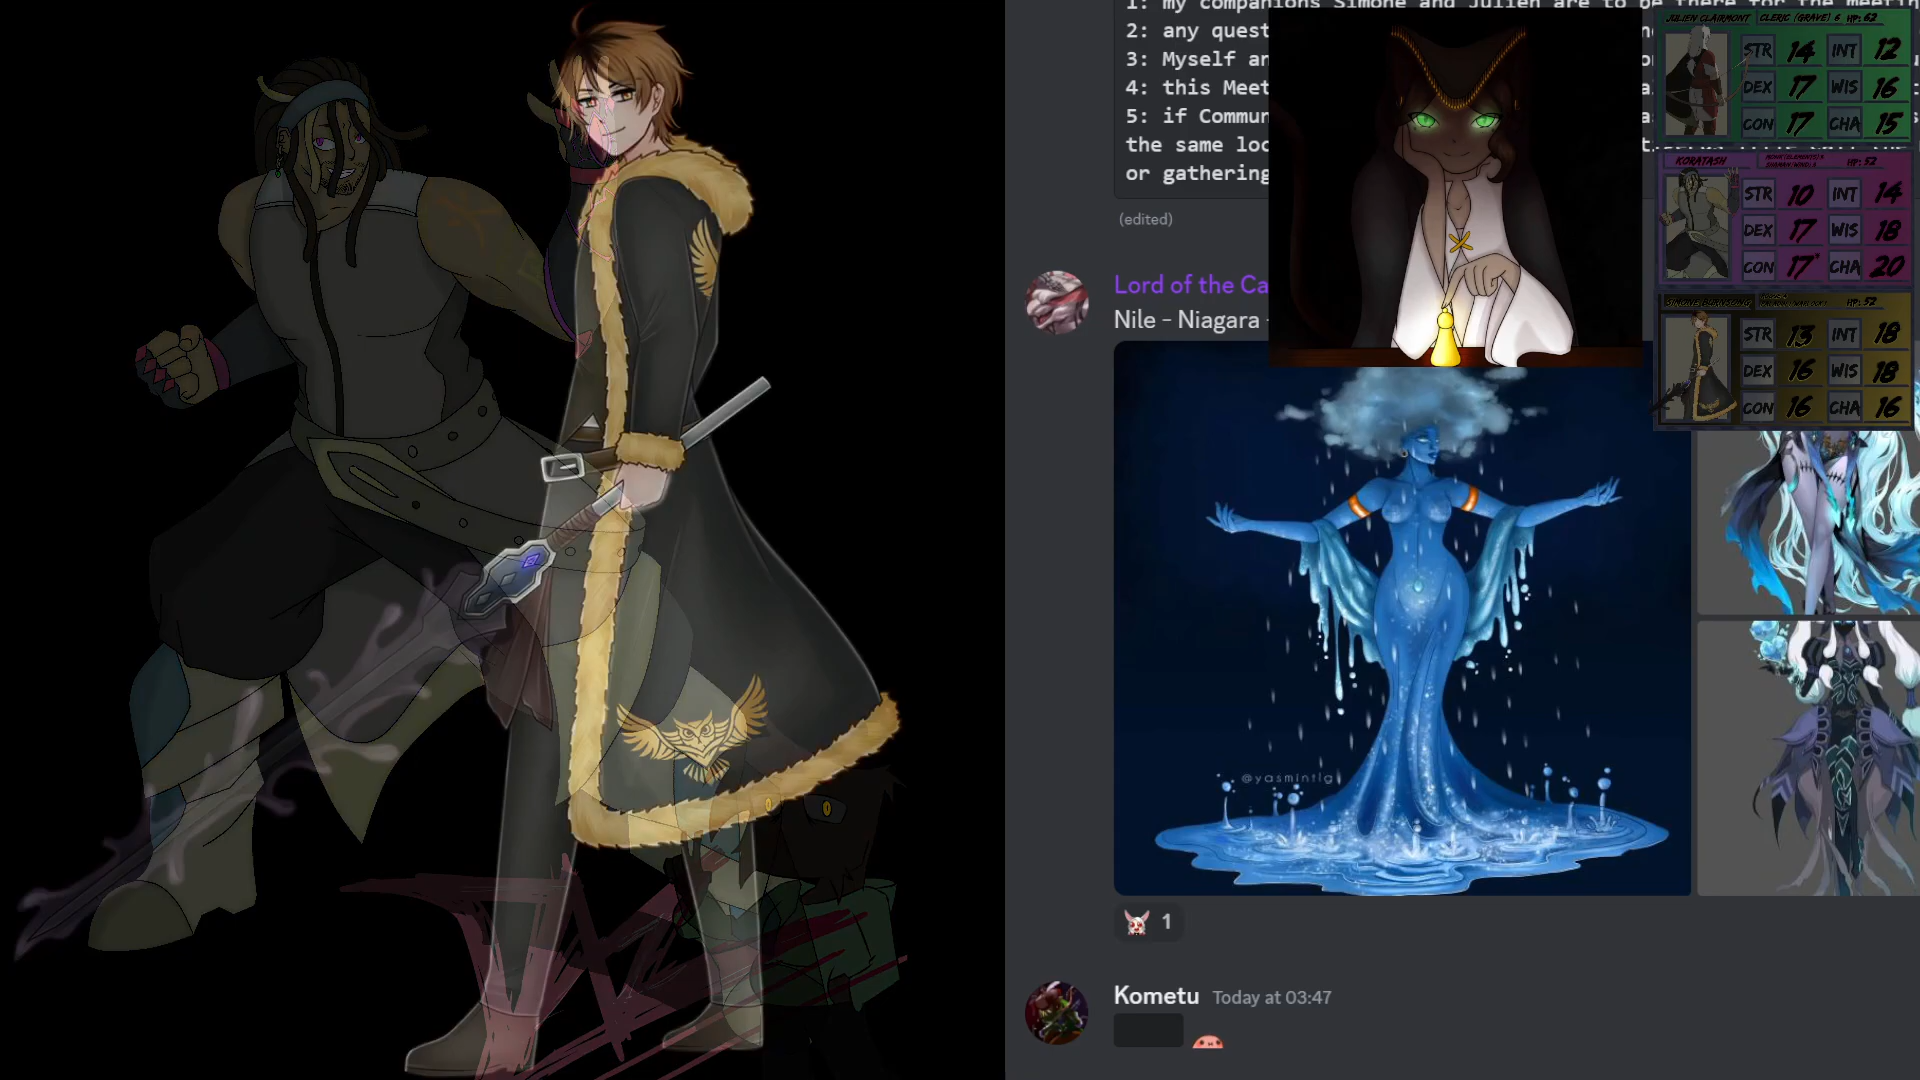 1: my companions Simone and Julien are to be there for the meetin
2: any quest
3: Myself an
4: this Meet
5: if Commun
the same loc
or gathering
(edited)
Lord of the Ca
Nile - Niagara -
@yasmintlg
1
Kometu Today at 03:47
JULIEN CLAIRMONT CLERIC (GRAVE) 6 HP: 62
STR 14 INT 12
DEX 17 WIS 16
CON 17 CHA 15
KORATASH HP: 52
STR 10 INT 14
DEX 17 WIS 18
CON 17 CHA 20
HP: 52
STR 13 INT 18
DEX 16 WIS 18
CON 16 CHA 16